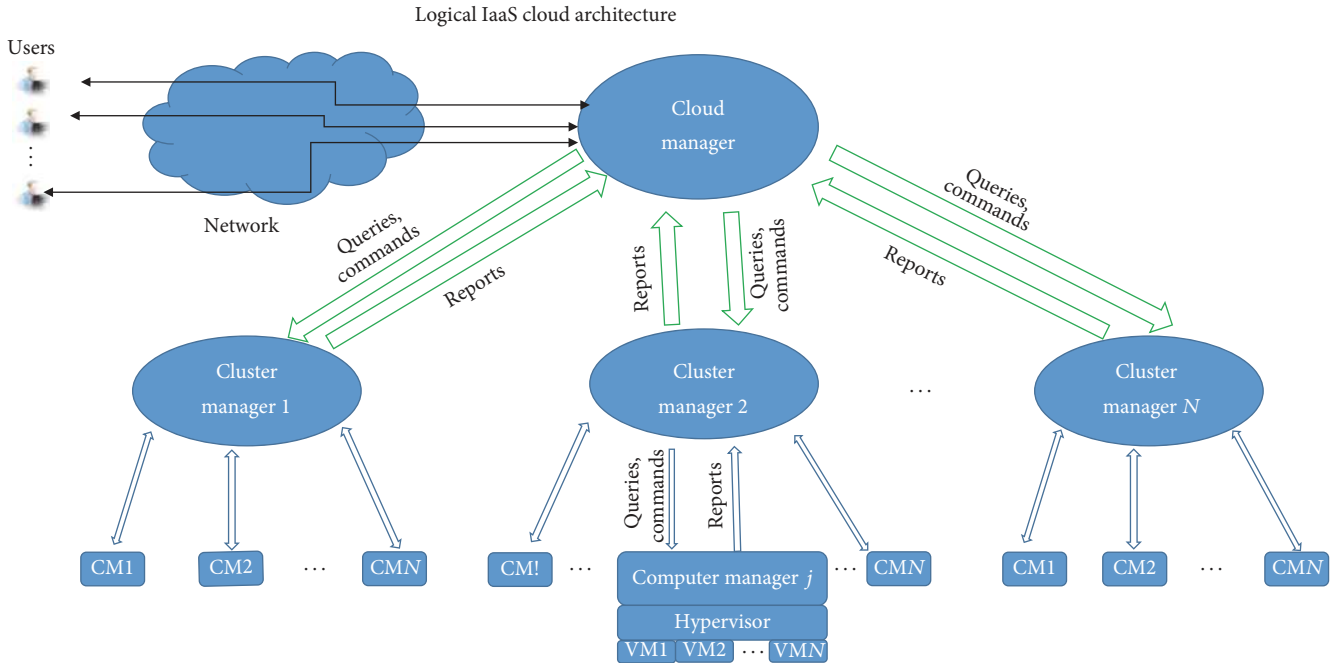 Logical IaaS cloud architecture
Users
⋮
Network
Cloud
manager
Queries,
commands
Reports
Reports
Queries,
commands
Queries,
commands
Reports
Cluster
manager 1
Cluster
manager 2
...
Cluster
manager N
Queries,
commands
Reports
CM1
CM2
...
CMN
CM!
...
Computer manager j
...
CMN
CM1
CM2
...
CMN
Hypervisor
VM1
VM2
...
VMN